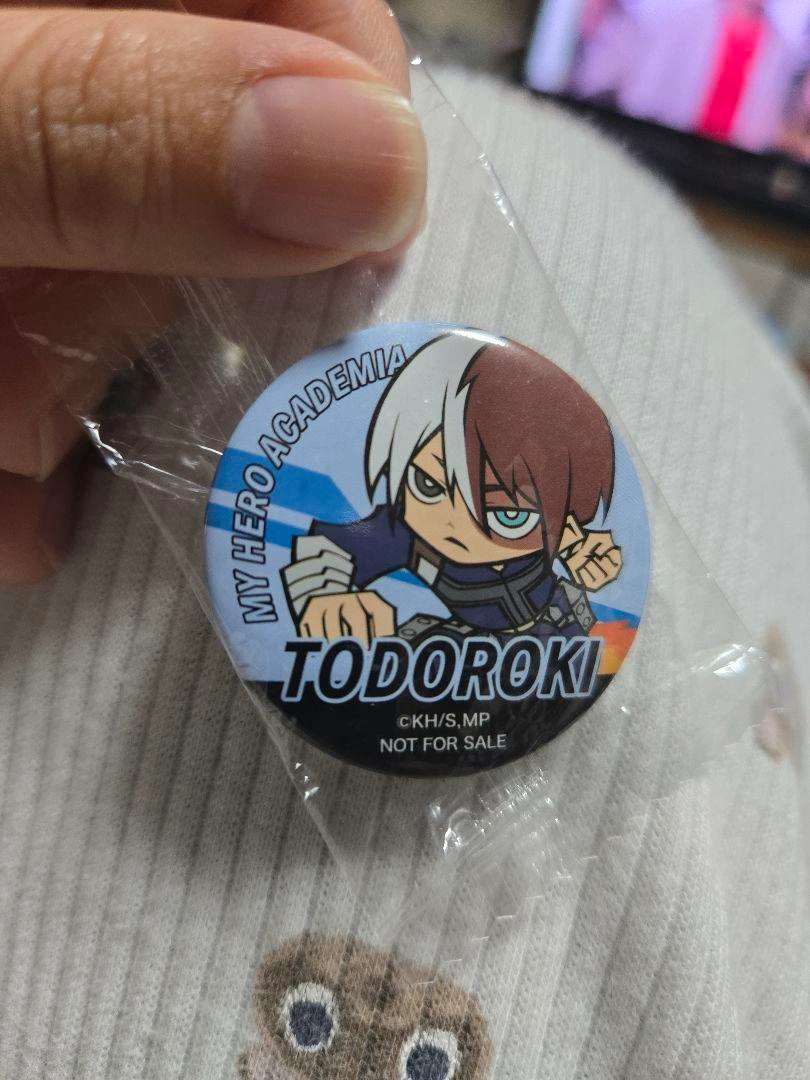 MY HERO ACADEMIA
TODOROKI
©KH/S,MP
NOT FOR SALE